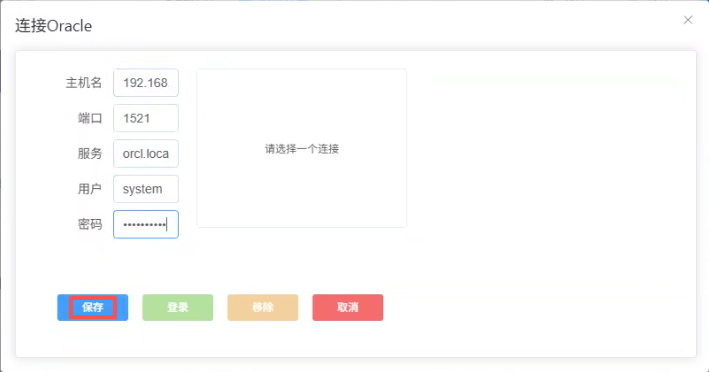 连接Oracle
主机名 192.168
端口 1521
请选择一个连接
服务 orcl.loca
用户 system
密码 ••••••••••
保存 登录 移除 取消